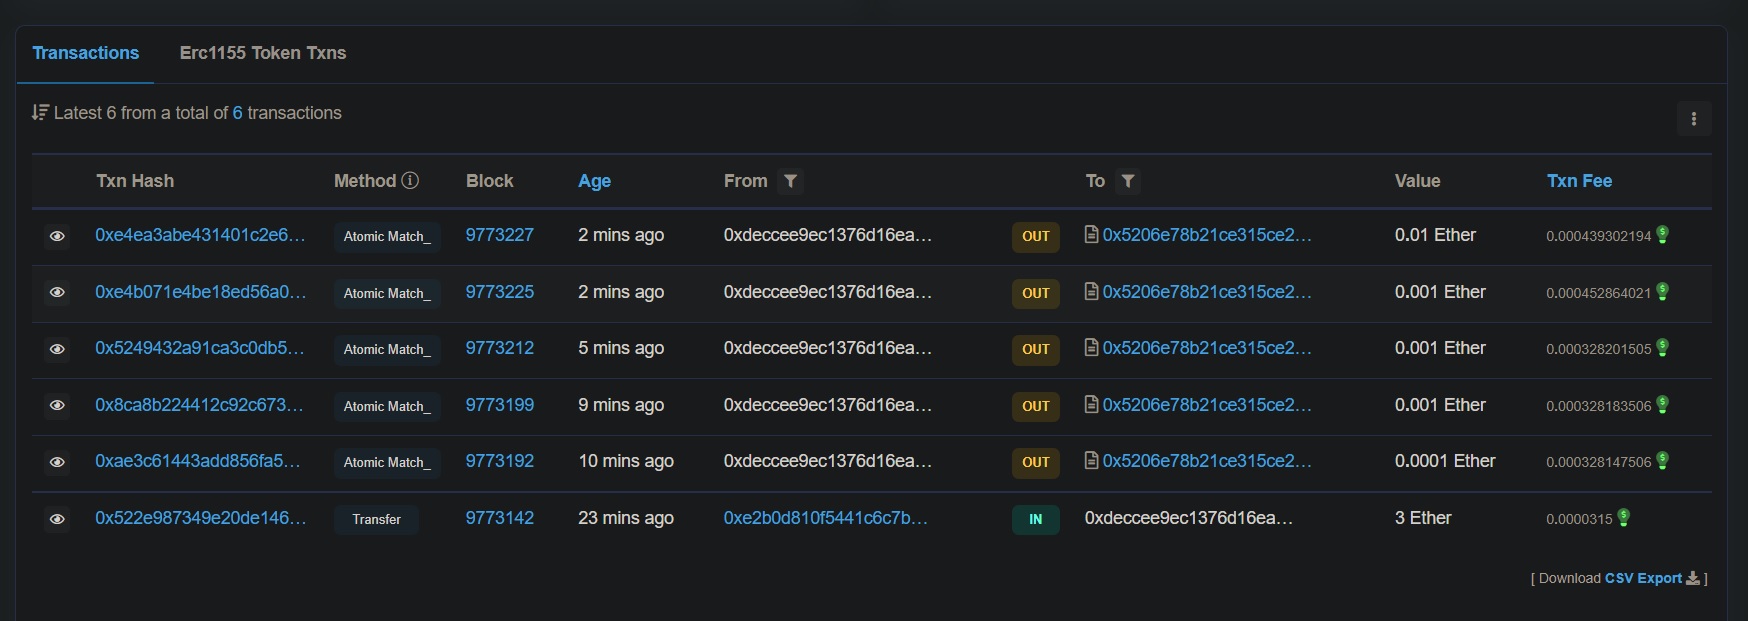 Transactions Erc1155 Token Txns
Latest 6 from a total of 6 transactions
Txn Hash Method Block Age From To Value Txn Fee
0xe4ea3abe431401c2e6... Atomic Match_ 9773227 2 mins ago 0xdeccee9ec1376d16ea... OUT 0x5206e78b21ce315ce2... 0.01 Ether 0.000439302194
0xe4b071e4be18ed56a0... Atomic Match_ 9773225 2 mins ago 0xdeccee9ec1376d16ea... OUT 0x5206e78b21ce315ce2... 0.001 Ether 0.000452864021
0x5249432a91ca3c0db5... Atomic Match_ 9773212 5 mins ago 0xdeccee9ec1376d16ea... OUT 0x5206e78b21ce315ce2... 0.001 Ether 0.000328201505
0x8ca8b224412c92c673... Atomic Match_ 9773199 9 mins ago 0xdeccee9ec1376d16ea... OUT 0x5206e78b21ce315ce2... 0.001 Ether 0.000328183506
0xae3c61443add856fa5... Atomic Match_ 9773192 10 mins ago 0xdeccee9ec1376d16ea... OUT 0x5206e78b21ce315ce2... 0.0001 Ether 0.000328147506
0x522e987349e20de146... Transfer 9773142 23 mins ago 0xe2b0d810f5441c6c7b... IN 0xdeccee9ec1376d16ea... 3 Ether 0.0000315
[ Download CSV Export ]